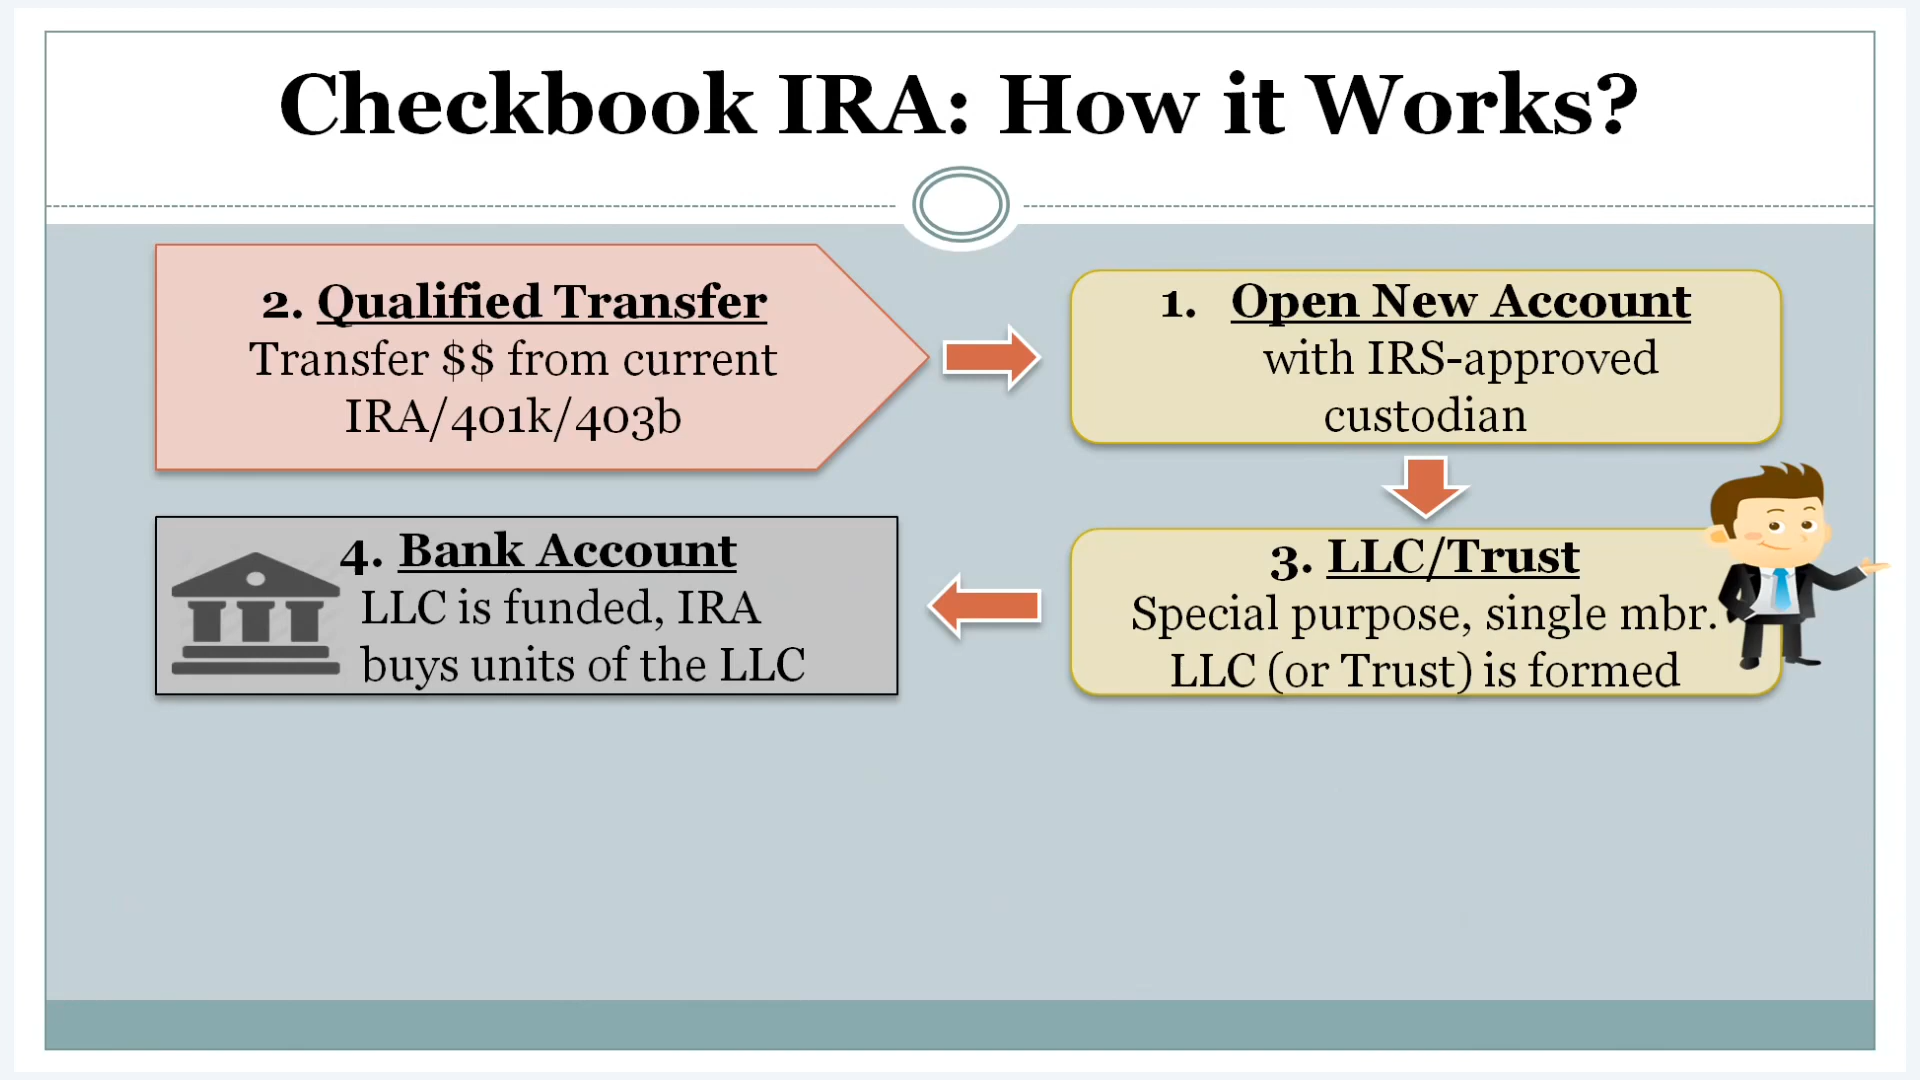 Checkbook IRA: How it Works?
2. Qualified Transfer
Transfer $$ from current
IRA/401k/403b
1. Open New Account
with IRS-approved
custodian
4. Bank Account
LLC is funded, IRA
buys units of the LLC
3. LLC/Trust
Special purpose, single mbr.
LLC (or Trust) is formed